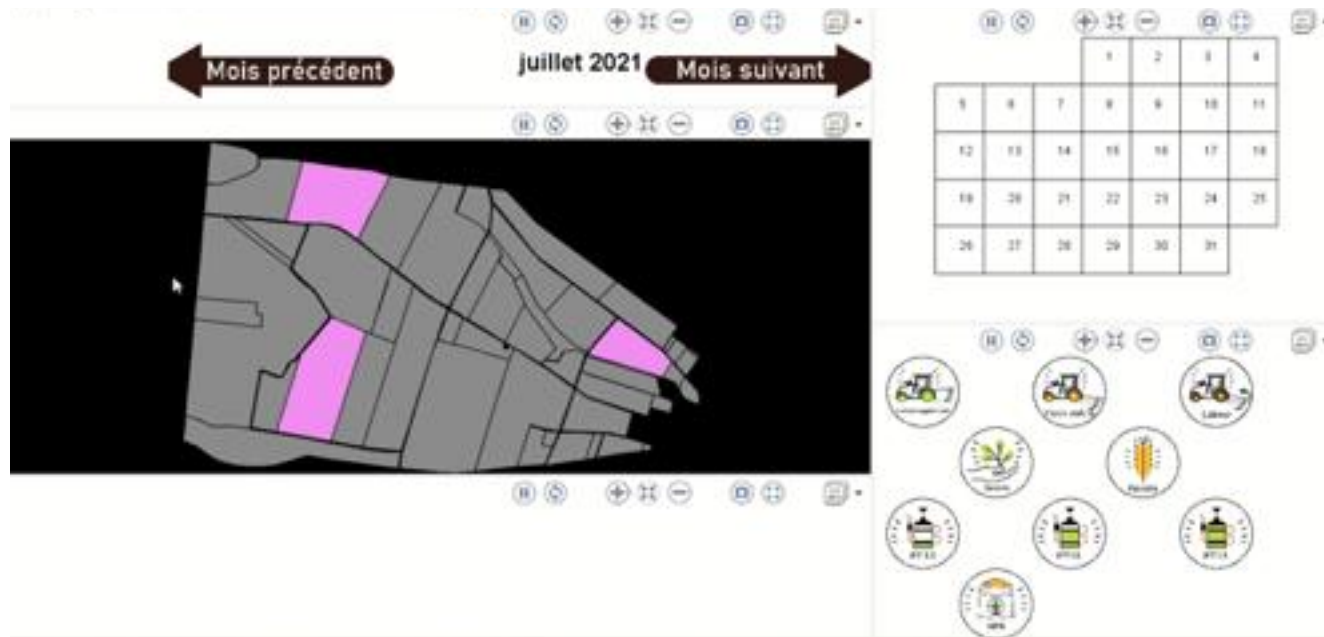 Mois précédent
juillet 2021
Mois suivant
1 2 3 4
5 6 7 8 9 10 11
12 13 14 15 16 17 18
19 20 21 22 23 24 25
26 27 28 29 30 31
Labour